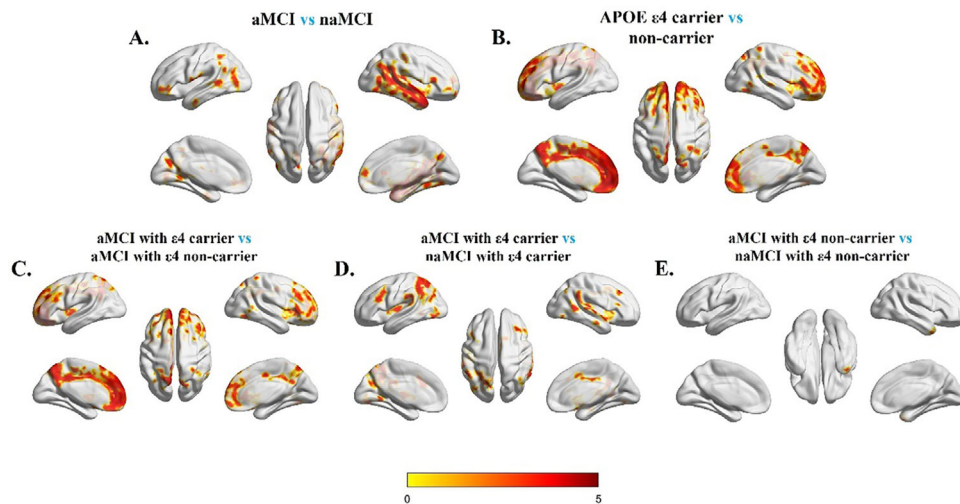 aMCI vs naMCI
A.
APOE ε4 carrier vs
non-carrier
B.
aMCI with ε4 carrier vs
aMCI with ε4 non-carrier
C.
aMCI with ε4 carrier vs
naMCI with ε4 carrier
D.
aMCI with ε4 non-carrier vs
naMCI with ε4 non-carrier
E.
0 5